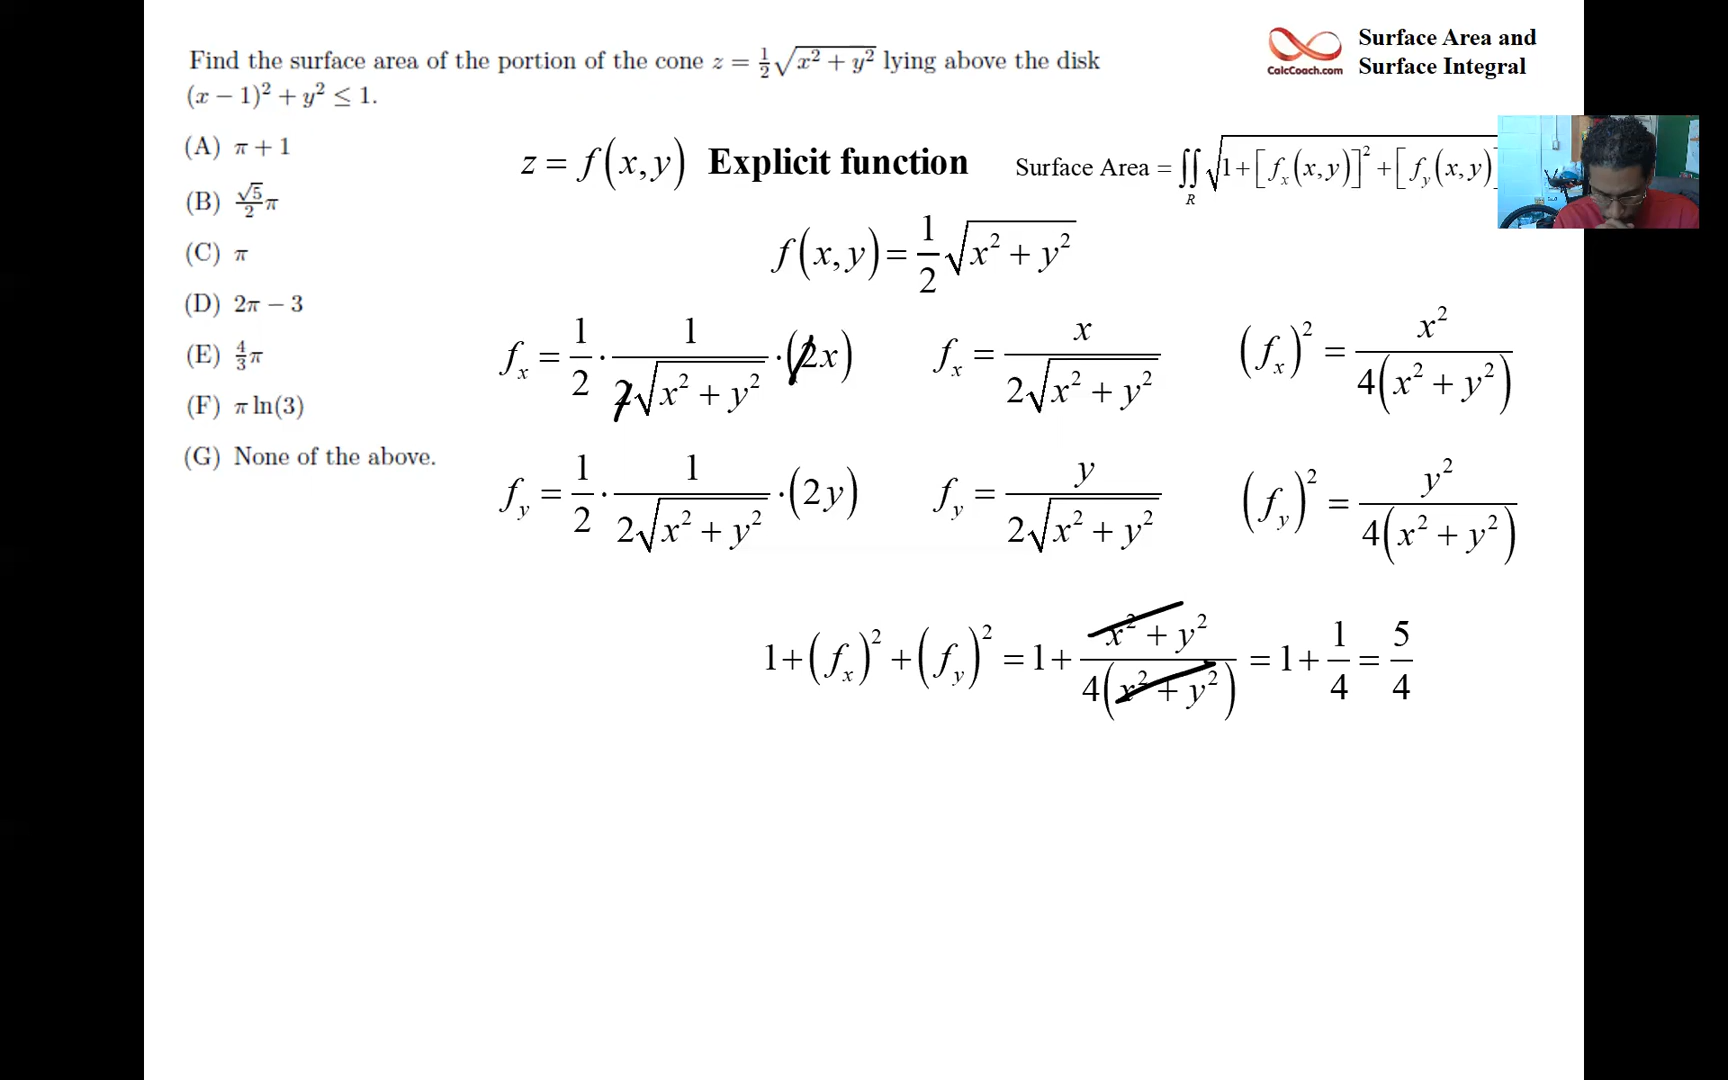 Find the surface area of the portion of the cone z = ½√(x² + y²) lying above the disk
(x − 1)² + y² ≤ 1.
CalcCoach.com
Surface Area and
Surface Integral
(A) π + 1
(B) √5/2 π
(C) π
(D) 2π − 3
(E) 4/3 π
(F) π ln(3)
(G) None of the above.
z = f(x,y) Explicit function
Surface Area = ∬_R √(1+[f_x(x,y)]²+[f_y(x,y)]
f(x,y) = 1/2 √(x² + y²)
f_x = 1/2 · 1/(2√(x² + y²)) · (2x)
f_x = x/(2√(x² + y²))
(f_x)² = x²/(4(x² + y²))
f_y = 1/2 · 1/(2√(x² + y²)) · (2y)
f_y = y/(2√(x² + y²))
(f_y)² = y²/(4(x² + y²))
1+(f_x)²+(f_y)² = 1+ (x² + y²)/(4(x² + y²)) = 1+ 1/4 = 5/4